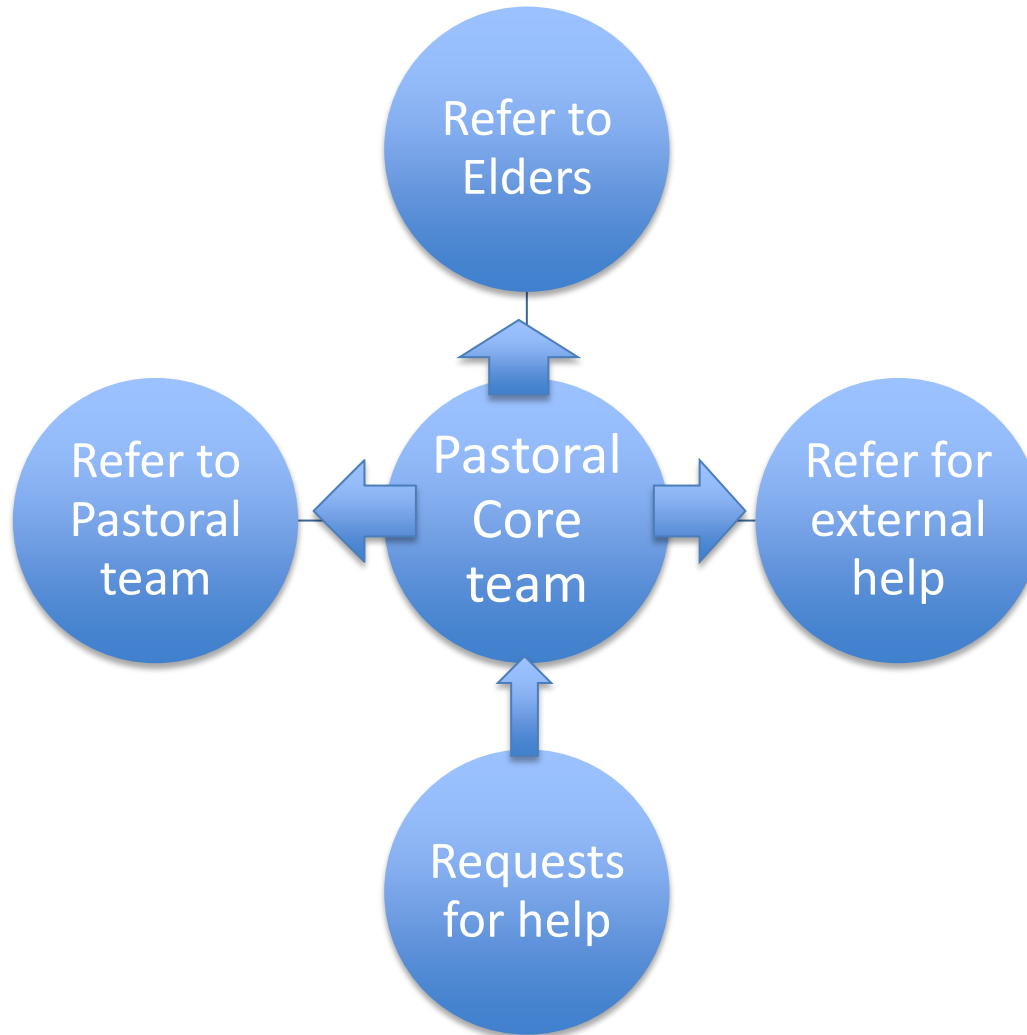 Refer to
Elders
Refer to
Pastoral
team
Pastoral
Core
team
Refer for
external
help
Requests
for help